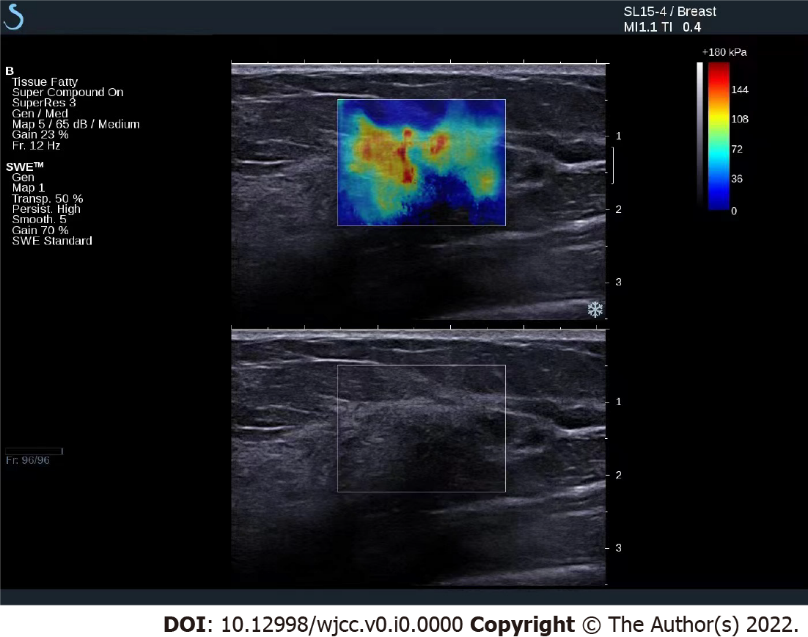 SL15-4 / Breast
MI1.1 TI 0.4
+180 kPa
B
Tissue Fatty
Super Compound On
SuperRes 3
Gen / Med
Map 5 / 65 dB / Medium
Gain 23 %
Fr. 12 Hz
SWE™
Gen
Map 1
Transp. 50 %
Persist. High
Smooth. 5
Gain 70 %
SWE Standard
144
108
72
36
0
1
2
3
1
2
3
Fr: 96/96
DOI: 10.12998/wjcc.v0.i0.0000 Copyright © The Author(s) 2022.